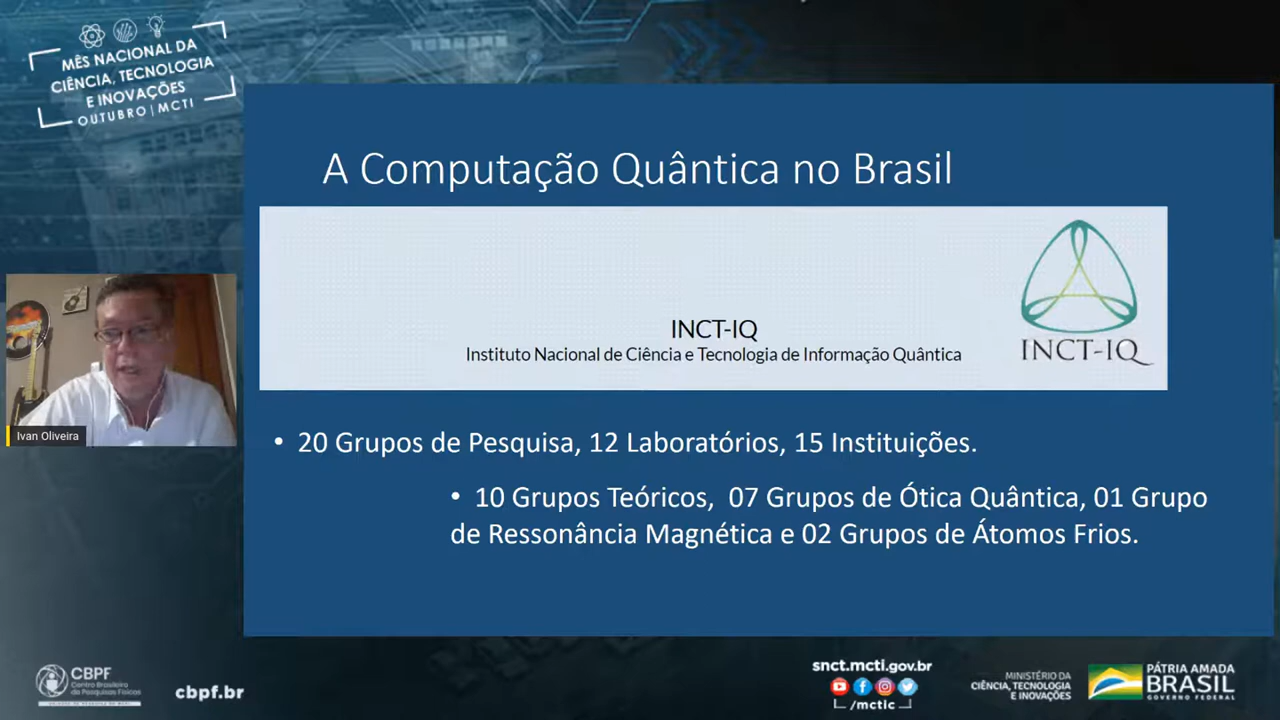 MÊS NACIONAL DA
CIÊNCIA, TECNOLOGIA
E INOVAÇÕES
OUTUBRO | MCTI
A Computação Quântica no Brasil
INCT-IQ
Instituto Nacional de Ciência e Tecnologia de Informação Quântica
INCT-IQ
Ivan Oliveira
• 20 Grupos de Pesquisa, 12 Laboratórios, 15 Instituições.
• 10 Grupos Teóricos, 07 Grupos de Ótica Quântica, 01 Grupo
de Ressonância Magnética e 02 Grupos de Átomos Frios.
CBPF
Centro Brasileiro
de Pesquisas Físicas
cbpf.br
snct.mcti.gov.br
/mctic
MINISTÉRIO DA
CIÊNCIA, TECNOLOGIA
E INOVAÇÕES
PÁTRIA AMADA
BRASIL
GOVERNO FEDERAL